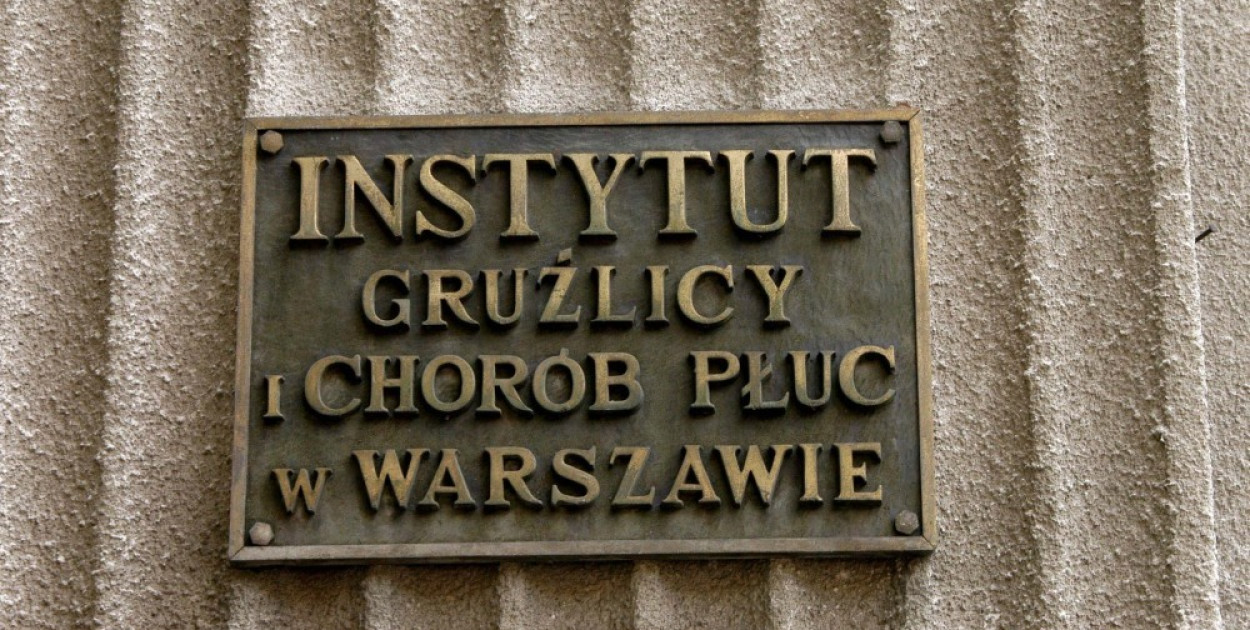 INSTYTUT
GRUŹLICY
I CHORÓB PŁUC
W WARSZAWIE